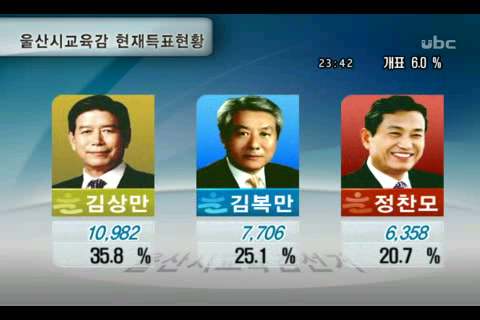 울산시교육감 현재득표현황
ubc
23:42 개표 6.0 %
김상만 김복만 정찬모
10,982 7,706 6,358
35.8 % 25.1 % 20.7 %